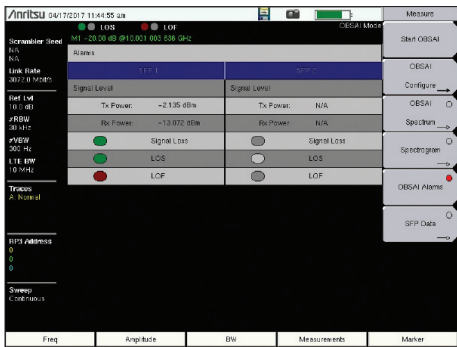 Anritsu 04/17/2017 11:44:55 am
LOS LOF
OBSAI Mode
Measure
M1 -20.00 dB @10.001 003 636 GHz
Scrambler Seed
NA
NA
Link Rate
3072.0 Mbit/s
Ref Lvl
10.0 dB
#RBW
30 kHz
#VBW
300 Hz
LTE BW
10 MHz
Traces
A: Normal
RP3 Address
0
0
0
Sweep
Continuous
Alarms
SFP 1
SFP 2
Signal Level
Signal Level
Tx Power: -2.135 dBm
Tx Power: N/A
Rx Power: -13.072 dBm
Rx Power: N/A
Signal Loss
Signal Loss
LOS
LOS
LOF
LOF
Start OBSAI
OBSAI
Configure
OBSAI
Spectrum
Spectrogram
OBSAI Alarms
SFP Data
Freq
Amplitude
BW
Measurements
Marker